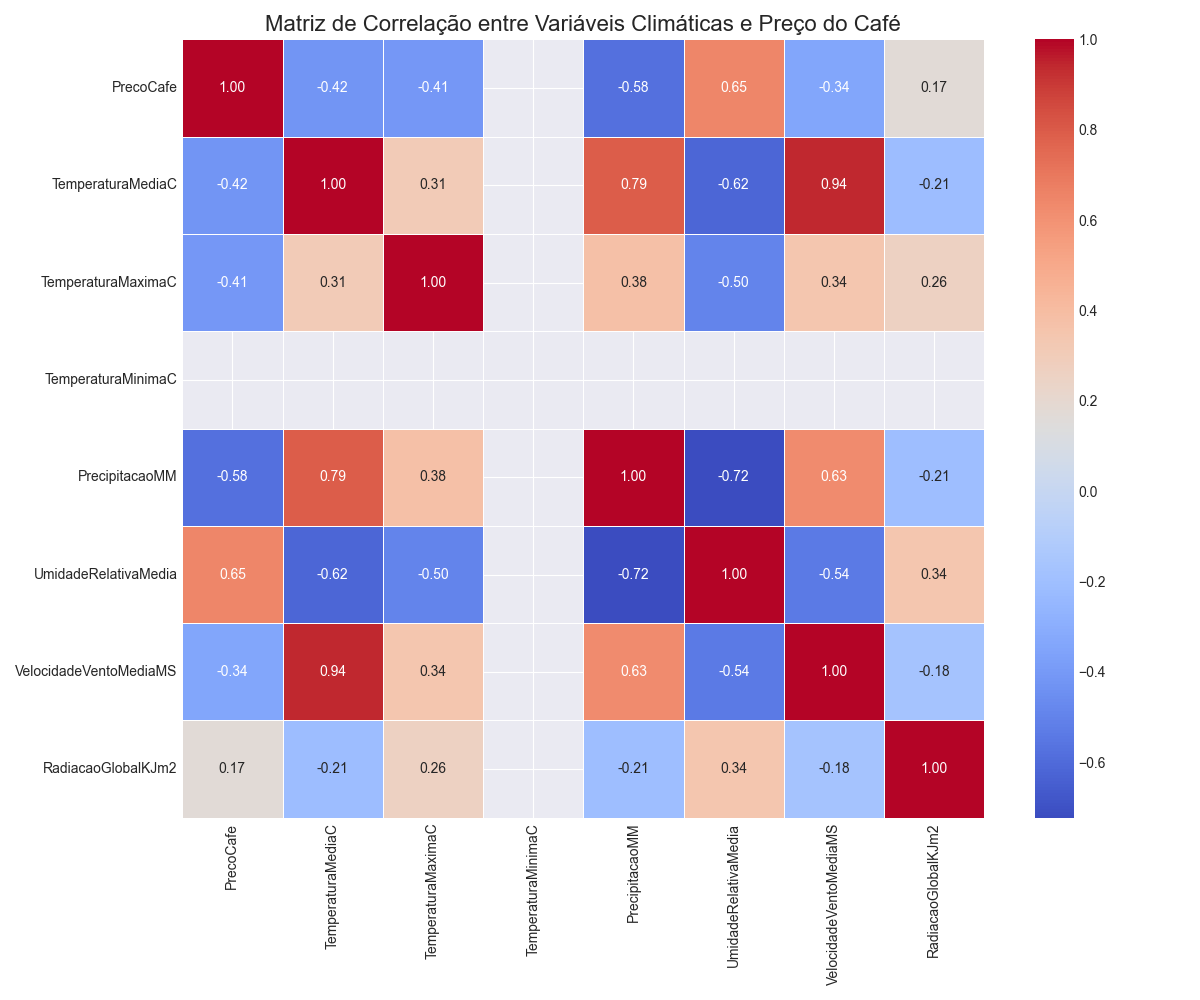 Matriz de Correlação entre Variáveis Climáticas e Preço do Café
PrecoCafe 1.00 -0.42 -0.41 -0.58 0.65 -0.34 0.17
TemperaturaMediaC -0.42 1.00 0.31 0.79 -0.62 0.94 -0.21
TemperaturaMaximaC -0.41 0.31 1.00 0.38 -0.50 0.34 0.26
TemperaturaMinimaC
PrecipitacaoMM -0.58 0.79 0.38 1.00 -0.72 0.63 -0.21
UmidadeRelativaMedia 0.65 -0.62 -0.50 -0.72 1.00 -0.54 0.34
VelocidadeVentoMediaMS -0.34 0.94 0.34 0.63 -0.54 1.00 -0.18
RadiacaoGlobalKJm2 0.17 -0.21 0.26 -0.21 0.34 -0.18 1.00
PrecoCafe
TemperaturaMediaC
TemperaturaMaximaC
TemperaturaMinimaC
PrecipitacaoMM
UmidadeRelativaMedia
VelocidadeVentoMediaMS
RadiacaoGlobalKJm2
1.0
0.8
0.6
0.4
0.2
0.0
−0.2
−0.4
−0.6